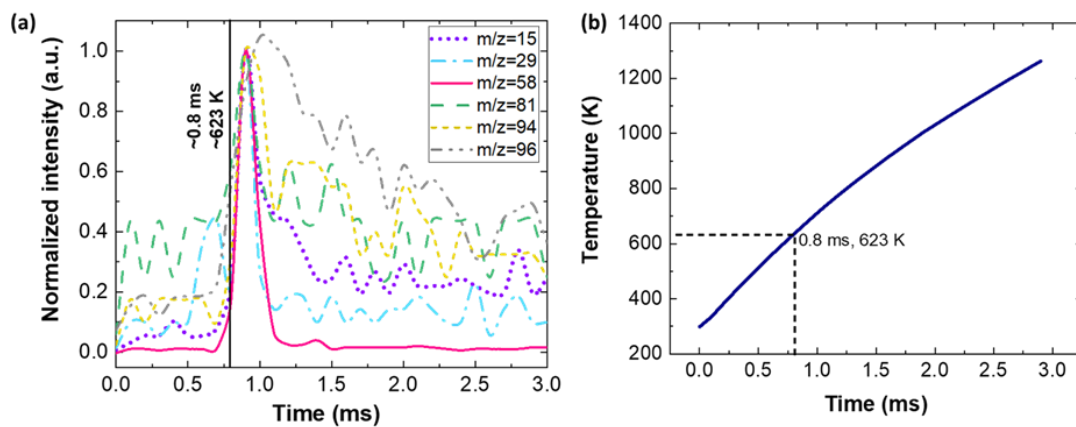 (a)
Normalized intensity (a.u.)
1.0
0.8
0.6
0.4
0.2
0.0
~0.8 ms
~623 K
m/z=15
m/z=29
m/z=58
m/z=81
m/z=94
m/z=96
0.0 0.5 1.0 1.5 2.0 2.5 3.0
Time (ms)
(b)
Temperature (K)
1400
1200
1000
800
600
400
200
0.8 ms, 623 K
0.0 0.5 1.0 1.5 2.0 2.5 3.0
Time (ms)